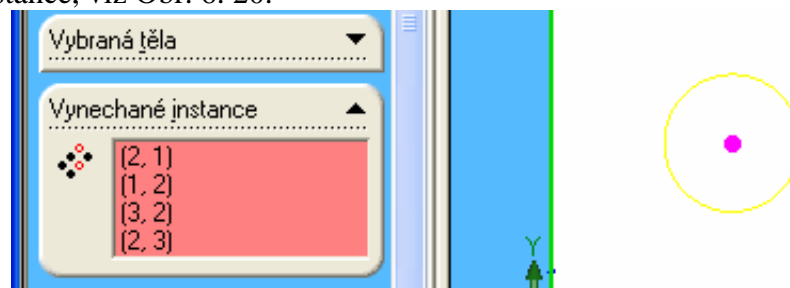 Vybraná těla
Vynechané instance
(2, 1)
(1, 2)
(3, 2)
(2, 3)
Y